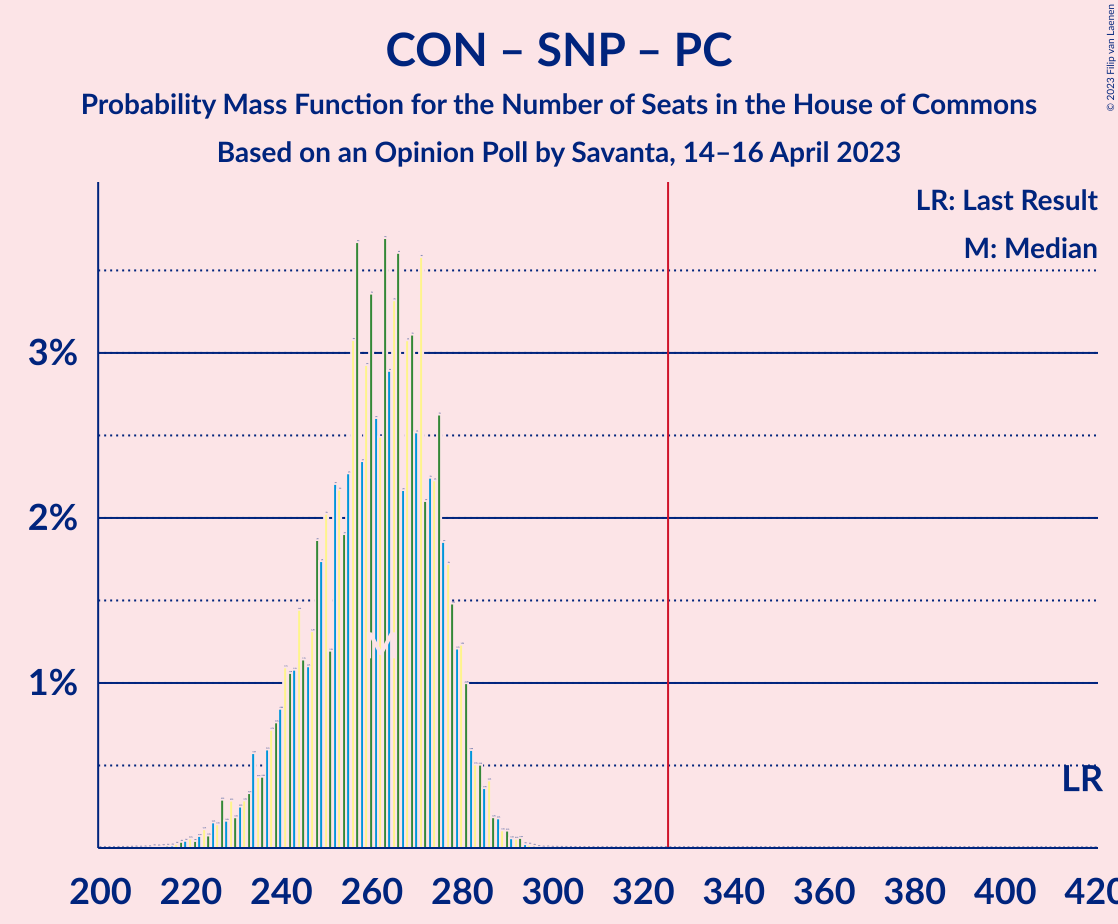 CON – SNP – PC
Probability Mass Function for the Number of Seats in the House of Commons
Based on an Opinion Poll by Savanta, 14–16 April 2023
© 2023 Filip van Laenen
LR: Last Result
M: Median
3%
2%
1%
M
LR
200 220 240 260 280 300 320 340 360 380 400 420